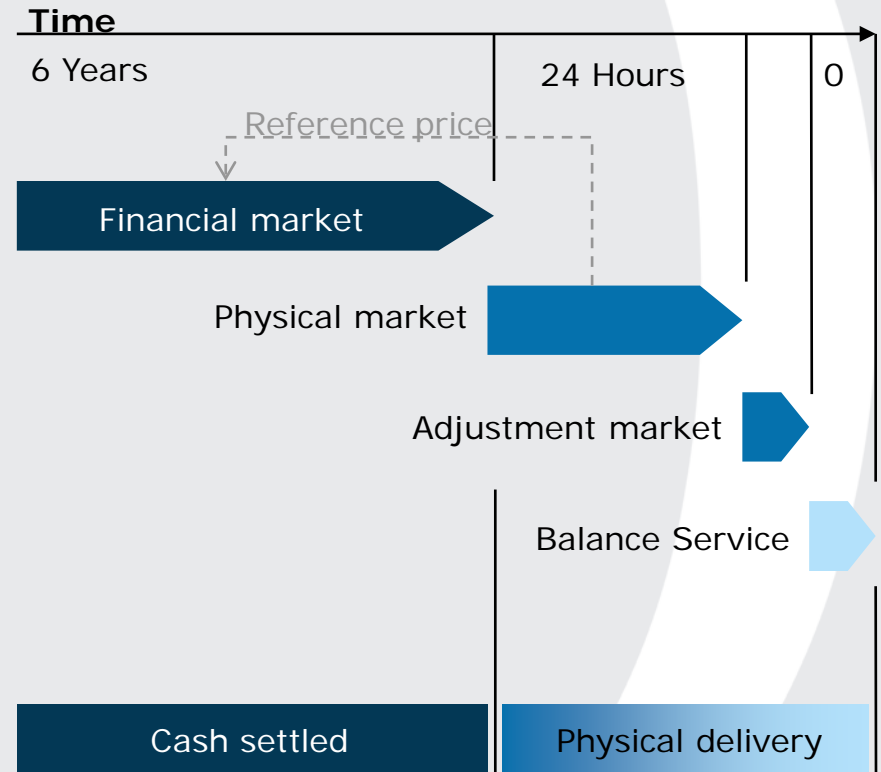 Time
6 Years
24 Hours
0
Reference price
Financial market
Physical market
Adjustment market
Balance Service
Cash settled
Physical delivery